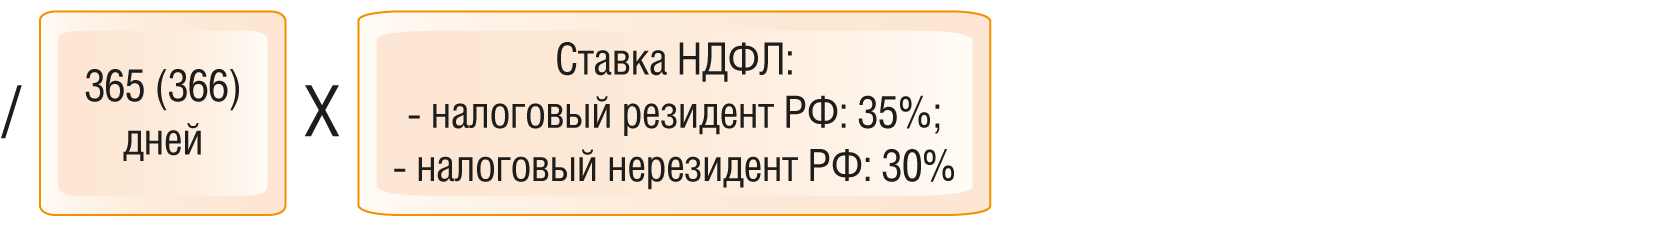 /
365 (366)
дней
X
Ставка НДФЛ:
- налоговый резидент РФ: 35%;
- налоговый нерезидент РФ: 30%